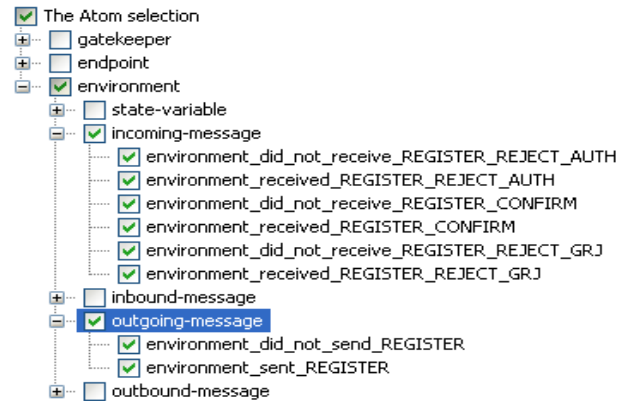 The Atom selection
gatekeeper
endpoint
environment
state-variable
incoming-message
environment_did_not_receive_REGISTER_REJECT_AUTH
environment_received_REGISTER_REJECT_AUTH
environment_did_not_receive_REGISTER_CONFIRM
environment_received_REGISTER_CONFIRM
environment_did_not_receive_REGISTER_REJECT_GRJ
environment_received_REGISTER_REJECT_GRJ
inbound-message
outgoing-message
environment_did_not_send_REGISTER
environment_sent_REGISTER
outbound-message